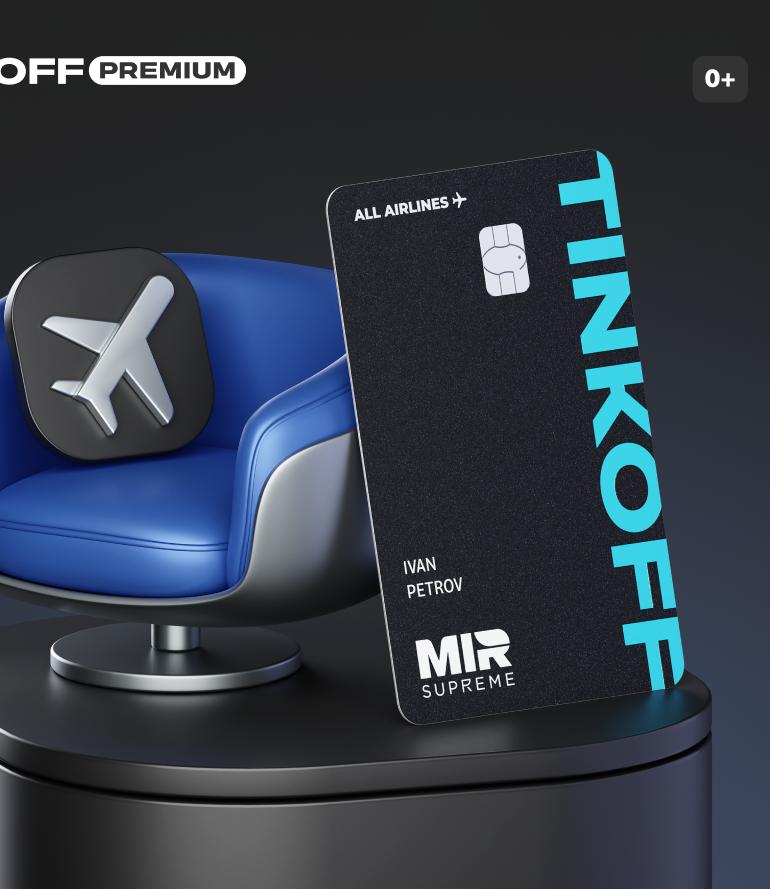 OFF PREMIUM
0+
ALL AIRLINES
TINKOFF
IVAN
PETROV
MIR
SUPREME